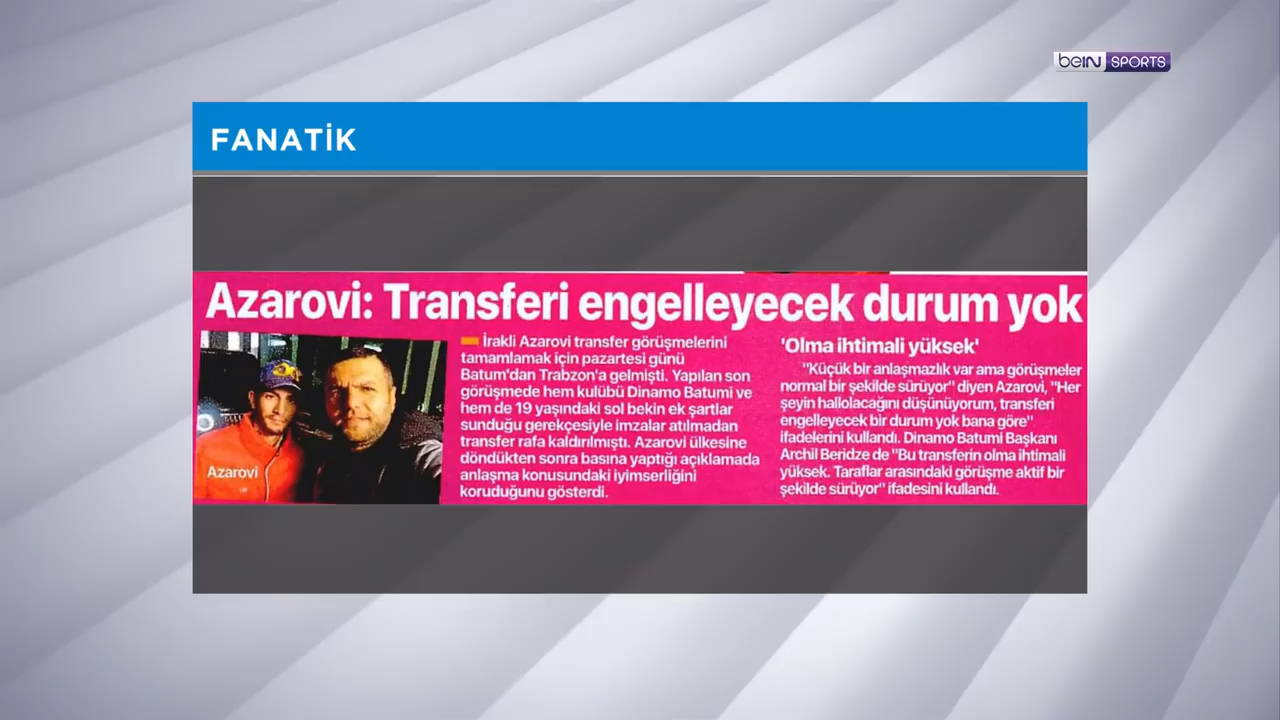 beIN SPORTS
FANATİK
Azarovi: Transferi engelleyecek durum yok
Azarovi
İrakli Azarovi transfer görüşmelerini
tamamlamak için pazartesi günü
Batum'dan Trabzon'a gelmişti. Yapılan son
görüşmede hem kulübü Dinamo Batumi ve
hem de 19 yaşındaki sol bekin ek şartlar
sunduğu gerekçesiyle imzalar atılmadan
transfer rafa kaldırılmıştı. Azarovi ülkesine
döndükten sonra basına yaptığı açıklamada
anlaşma konusundaki iyimserliğini
koruduğunu gösterdi.
'Olma ihtimali yüksek'
"Küçük bir anlaşmazlık var ama görüşmeler
normal bir şekilde sürüyor" diyen Azarovi, "Her
şeyin hallolacağını düşünüyorum, transferi
engelleyecek bir durum yok bana göre"
ifadelerini kullandı. Dinamo Batumi Başkanı
Archil Beridze de "Bu transferin olma ihtimali
yüksek. Taraflar arasındaki görüşme aktif bir
şekilde sürüyor" ifadesini kullandı.